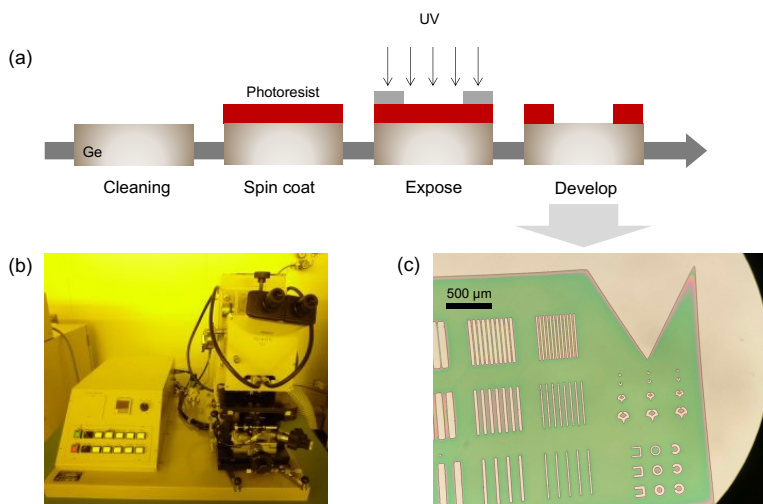 UV
(a)
Photoresist
Ge
Cleaning
Spin coat
Expose
Develop
(b)
(c)
500 µm